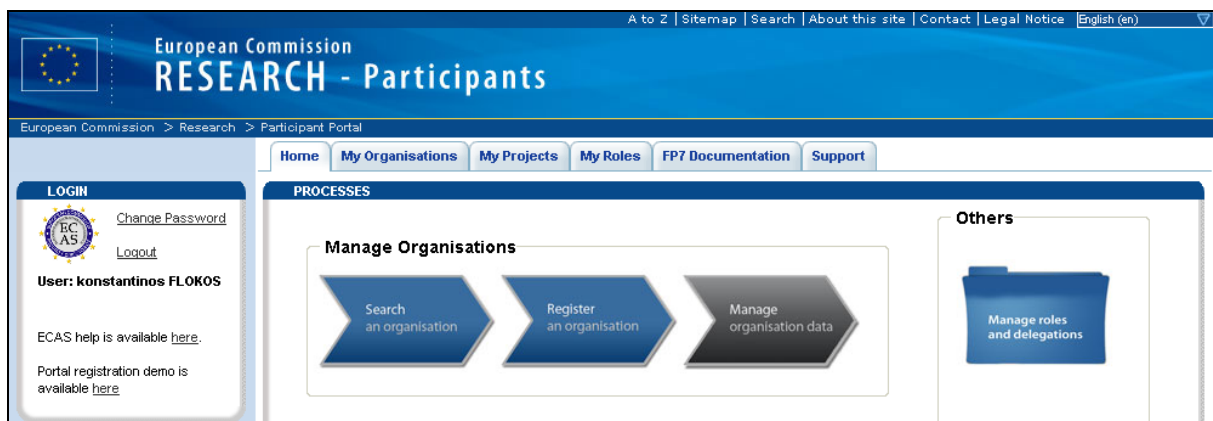 A to Z | Sitemap | Search | About this site | Contact | Legal Notice English (en)
European Commission
RESEARCH - Participants
European Commission > Research > Participant Portal
Home My Organisations My Projects My Roles FP7 Documentation Support
LOGIN
EC
AS
Change Password
Logout
User: konstantinos FLOKOS
ECAS help is available here.
Portal registration demo is
available here
PROCESSES
Manage Organisations
Search
an organisation
Register
an organisation
Manage
organisation data
Others
Manage roles
and delegations